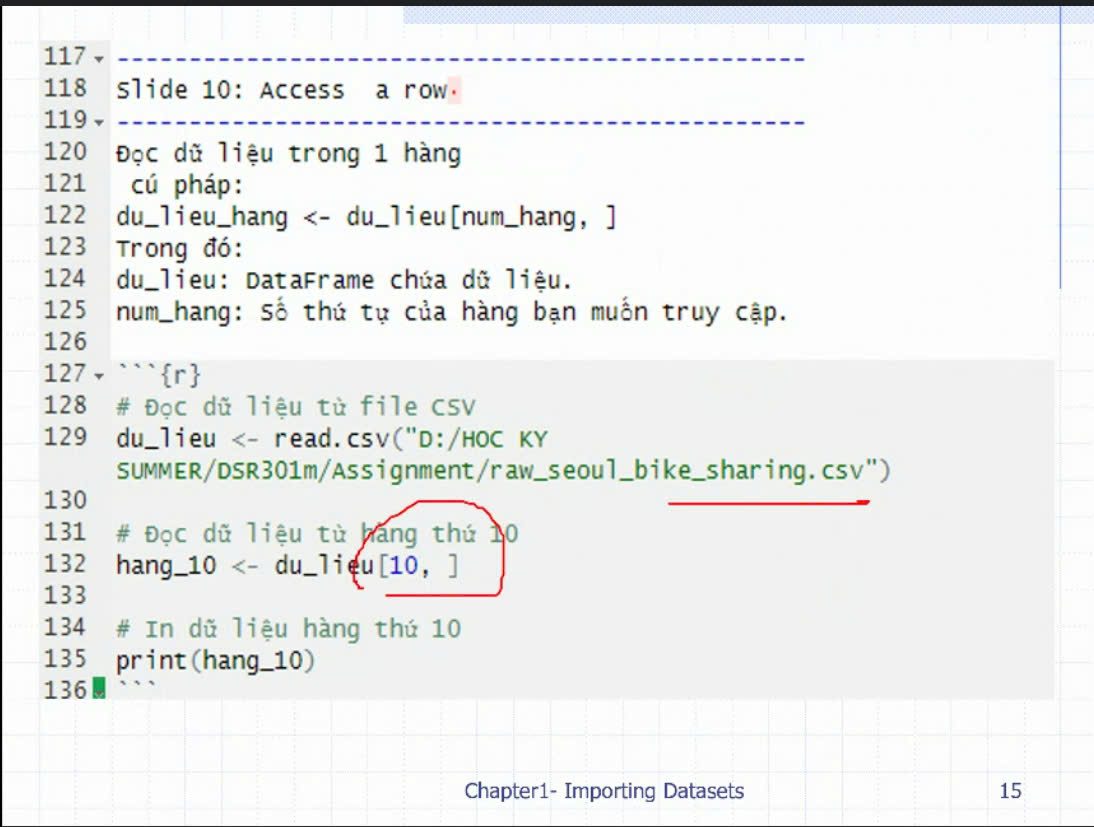 117 --------------------------------------------------
118 Slide 10: Access  a row.
119 --------------------------------------------------
120 Đọc dữ liệu trong 1 hàng
121  cú pháp:
122 du_lieu_hang <- du_lieu[num_hang, ]
123 Trong đó:
124 du_lieu: DataFrame chứa dữ liệu.
125 num_hang: Số thứ tự của hàng bạn muốn truy cập.
126
127 ```{r}
128 # Đọc dữ liệu từ file CSV
129 du_lieu <- read.csv("D:/HOC KY
SUMMER/DSR301m/Assignment/raw_seoul_bike_sharing.csv")
130
131 # Đọc dữ liệu từ hàng thứ 10
132 hang_10 <- du_lieu[10, ]
133
134 # In dữ liệu hàng thứ 10
135 print(hang_10)
136 ```
Chapter1- Importing Datasets
15